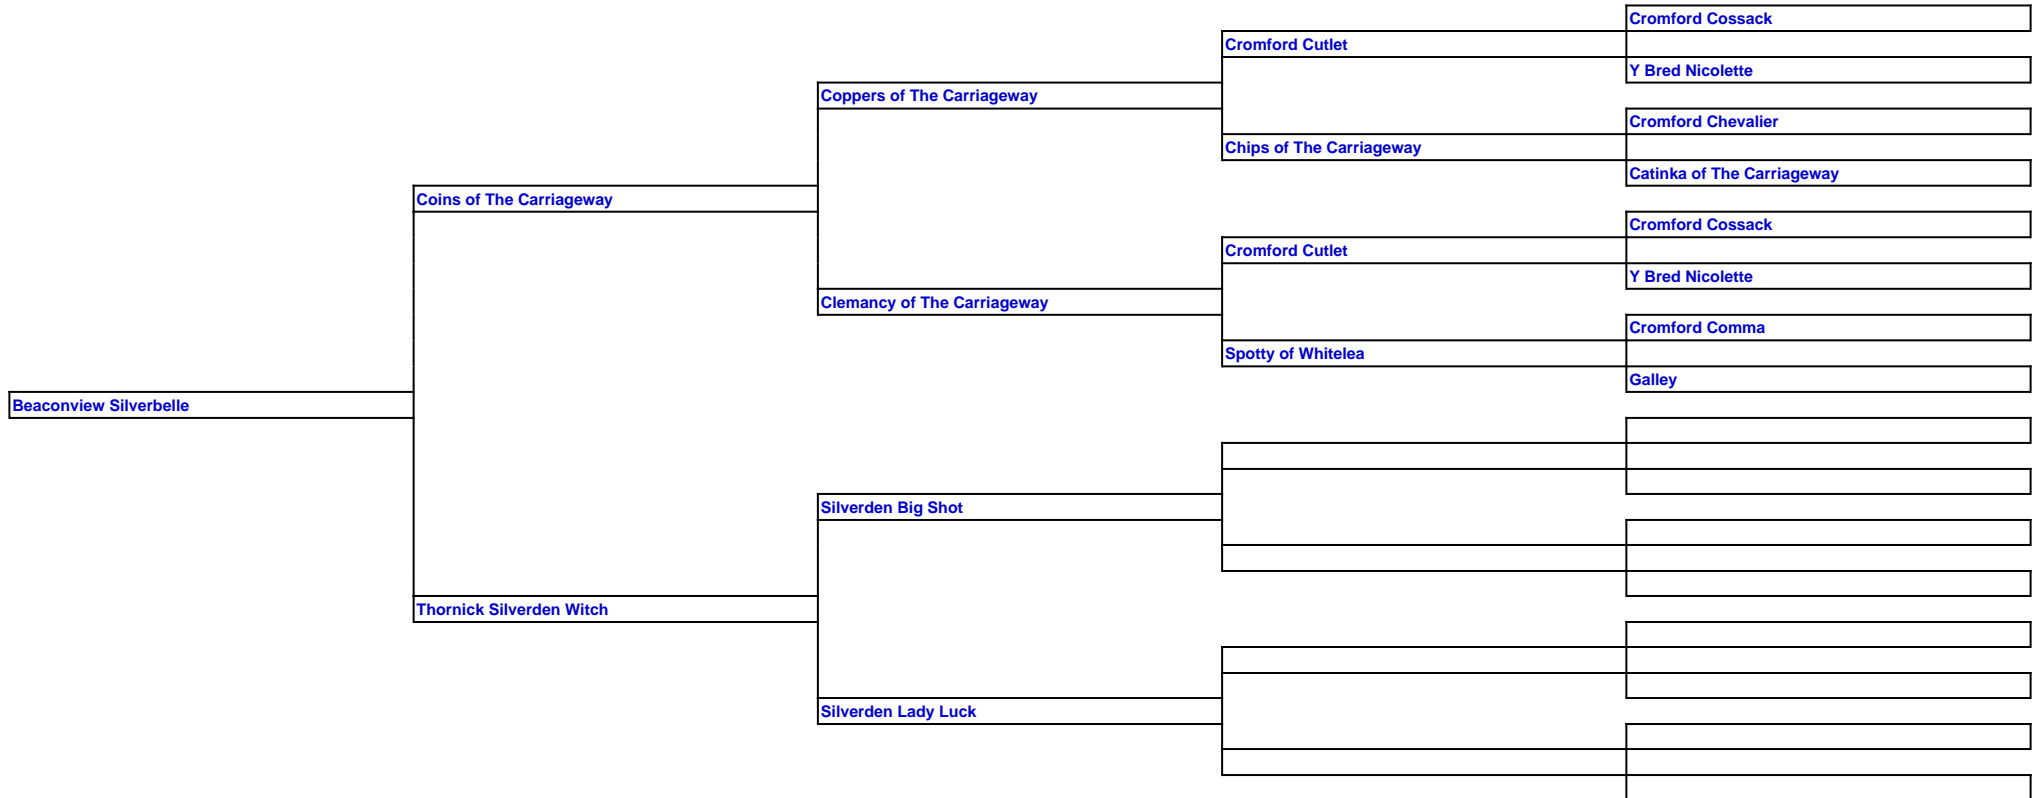 Cromford Cossack
Cromford Cutlet
Y Bred Nicolette
Coppers of The Carriageway
Cromford Chevalier
Chips of The Carriageway
Catinka of The Carriageway
Coins of The Carriageway
Cromford Cossack
Cromford Cutlet
Y Bred Nicolette
Clemancy of The Carriageway
Cromford Comma
Spotty of Whitelea
Galley
Beaconview Silverbelle
Silverden Big Shot
Thornick Silverden Witch
Silverden Lady Luck